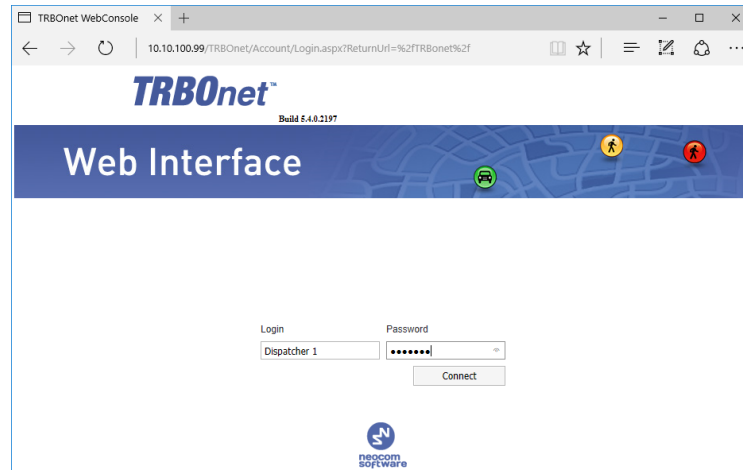 TRBOnet WebConsole
10.10.100.99/TRBOnet/Account/Login.aspx?ReturnUrl=%2fTRBonet%2f
TRBOnet™
Build 5.4.0.2197
Web Interface
Login Password
Dispatcher 1 •••••••
Connect
neocom
software